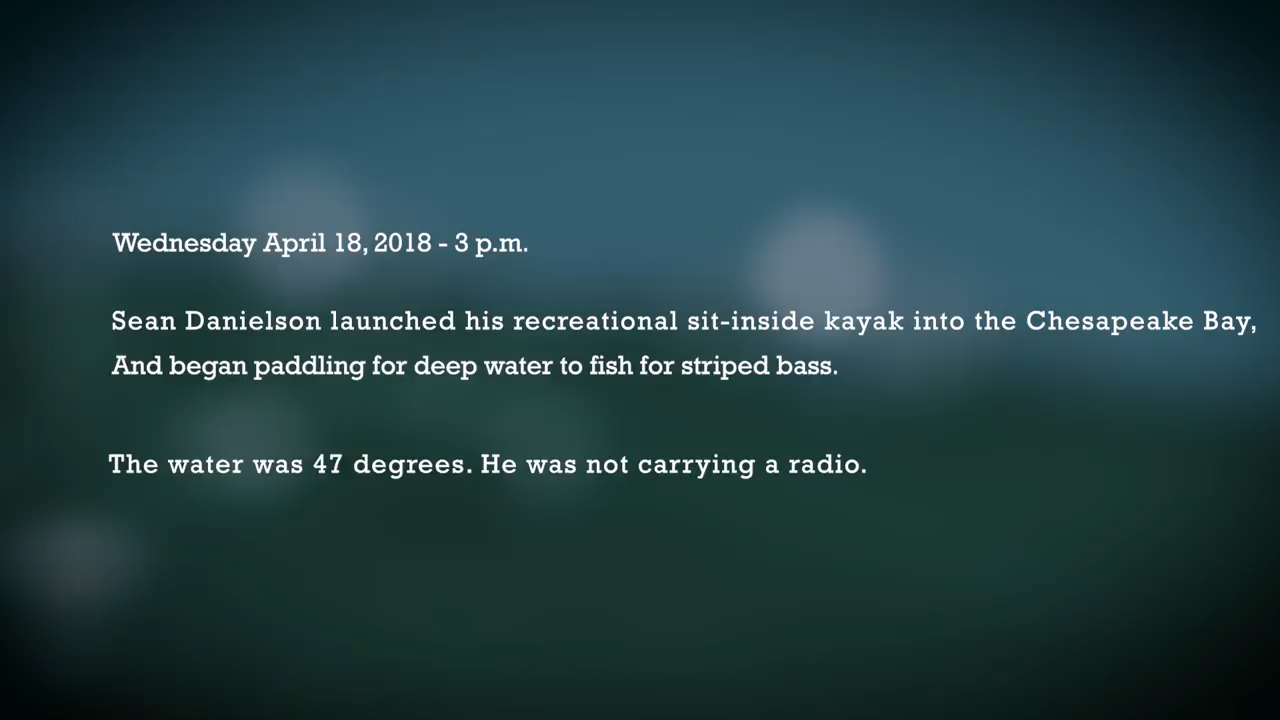 Wednesday April 18, 2018 - 3 p.m.
Sean Danielson launched his recreational sit-inside kayak into the Chesapeake Bay,
And began paddling for deep water to fish for striped bass.
The water was 47 degrees. He was not carrying a radio.